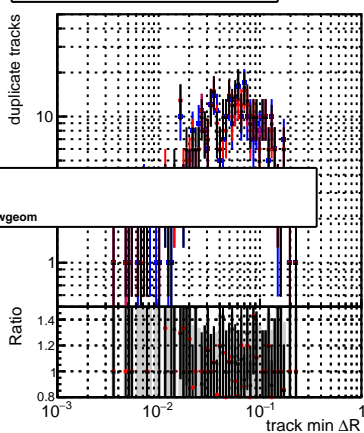 duplicate tracks
10
wgeom
1
Ratio
1.4
1.2
1
0.8
10−3
10−2
10−1
1
track min ΔR